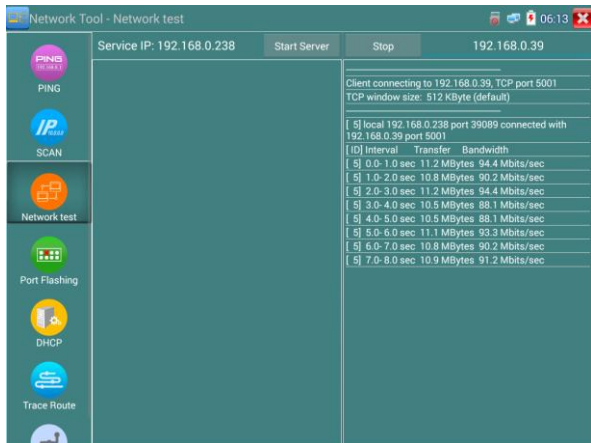 Network Tool - Network test
06:13
Service IP: 192.168.0.238
Start Server
Stop
192.168.0.39
PING
PING
SCAN
IP
Network test
Port Flashing
DHCP
Trace Route
Client connecting to 192.168.0.39, TCP port 5001
TCP window size: 512 KByte (default)
[ 5] local 192.168.0.238 port 39089 connected with
192.168.0.39 port 5001
[ ID] Interval Transfer Bandwidth
[ 5] 0.0- 1.0 sec 11.2 MBytes 94.4 Mbits/sec
[ 5] 1.0- 2.0 sec 10.8 MBytes 90.2 Mbits/sec
[ 5] 2.0- 3.0 sec 11.2 MBytes 94.4 Mbits/sec
[ 5] 3.0- 4.0 sec 10.5 MBytes 88.1 Mbits/sec
[ 5] 4.0- 5.0 sec 10.5 MBytes 88.1 Mbits/sec
[ 5] 5.0- 6.0 sec 11.1 MBytes 93.3 Mbits/sec
[ 5] 6.0- 7.0 sec 10.8 MBytes 90.2 Mbits/sec
[ 5] 7.0- 8.0 sec 10.9 MBytes 91.2 Mbits/sec